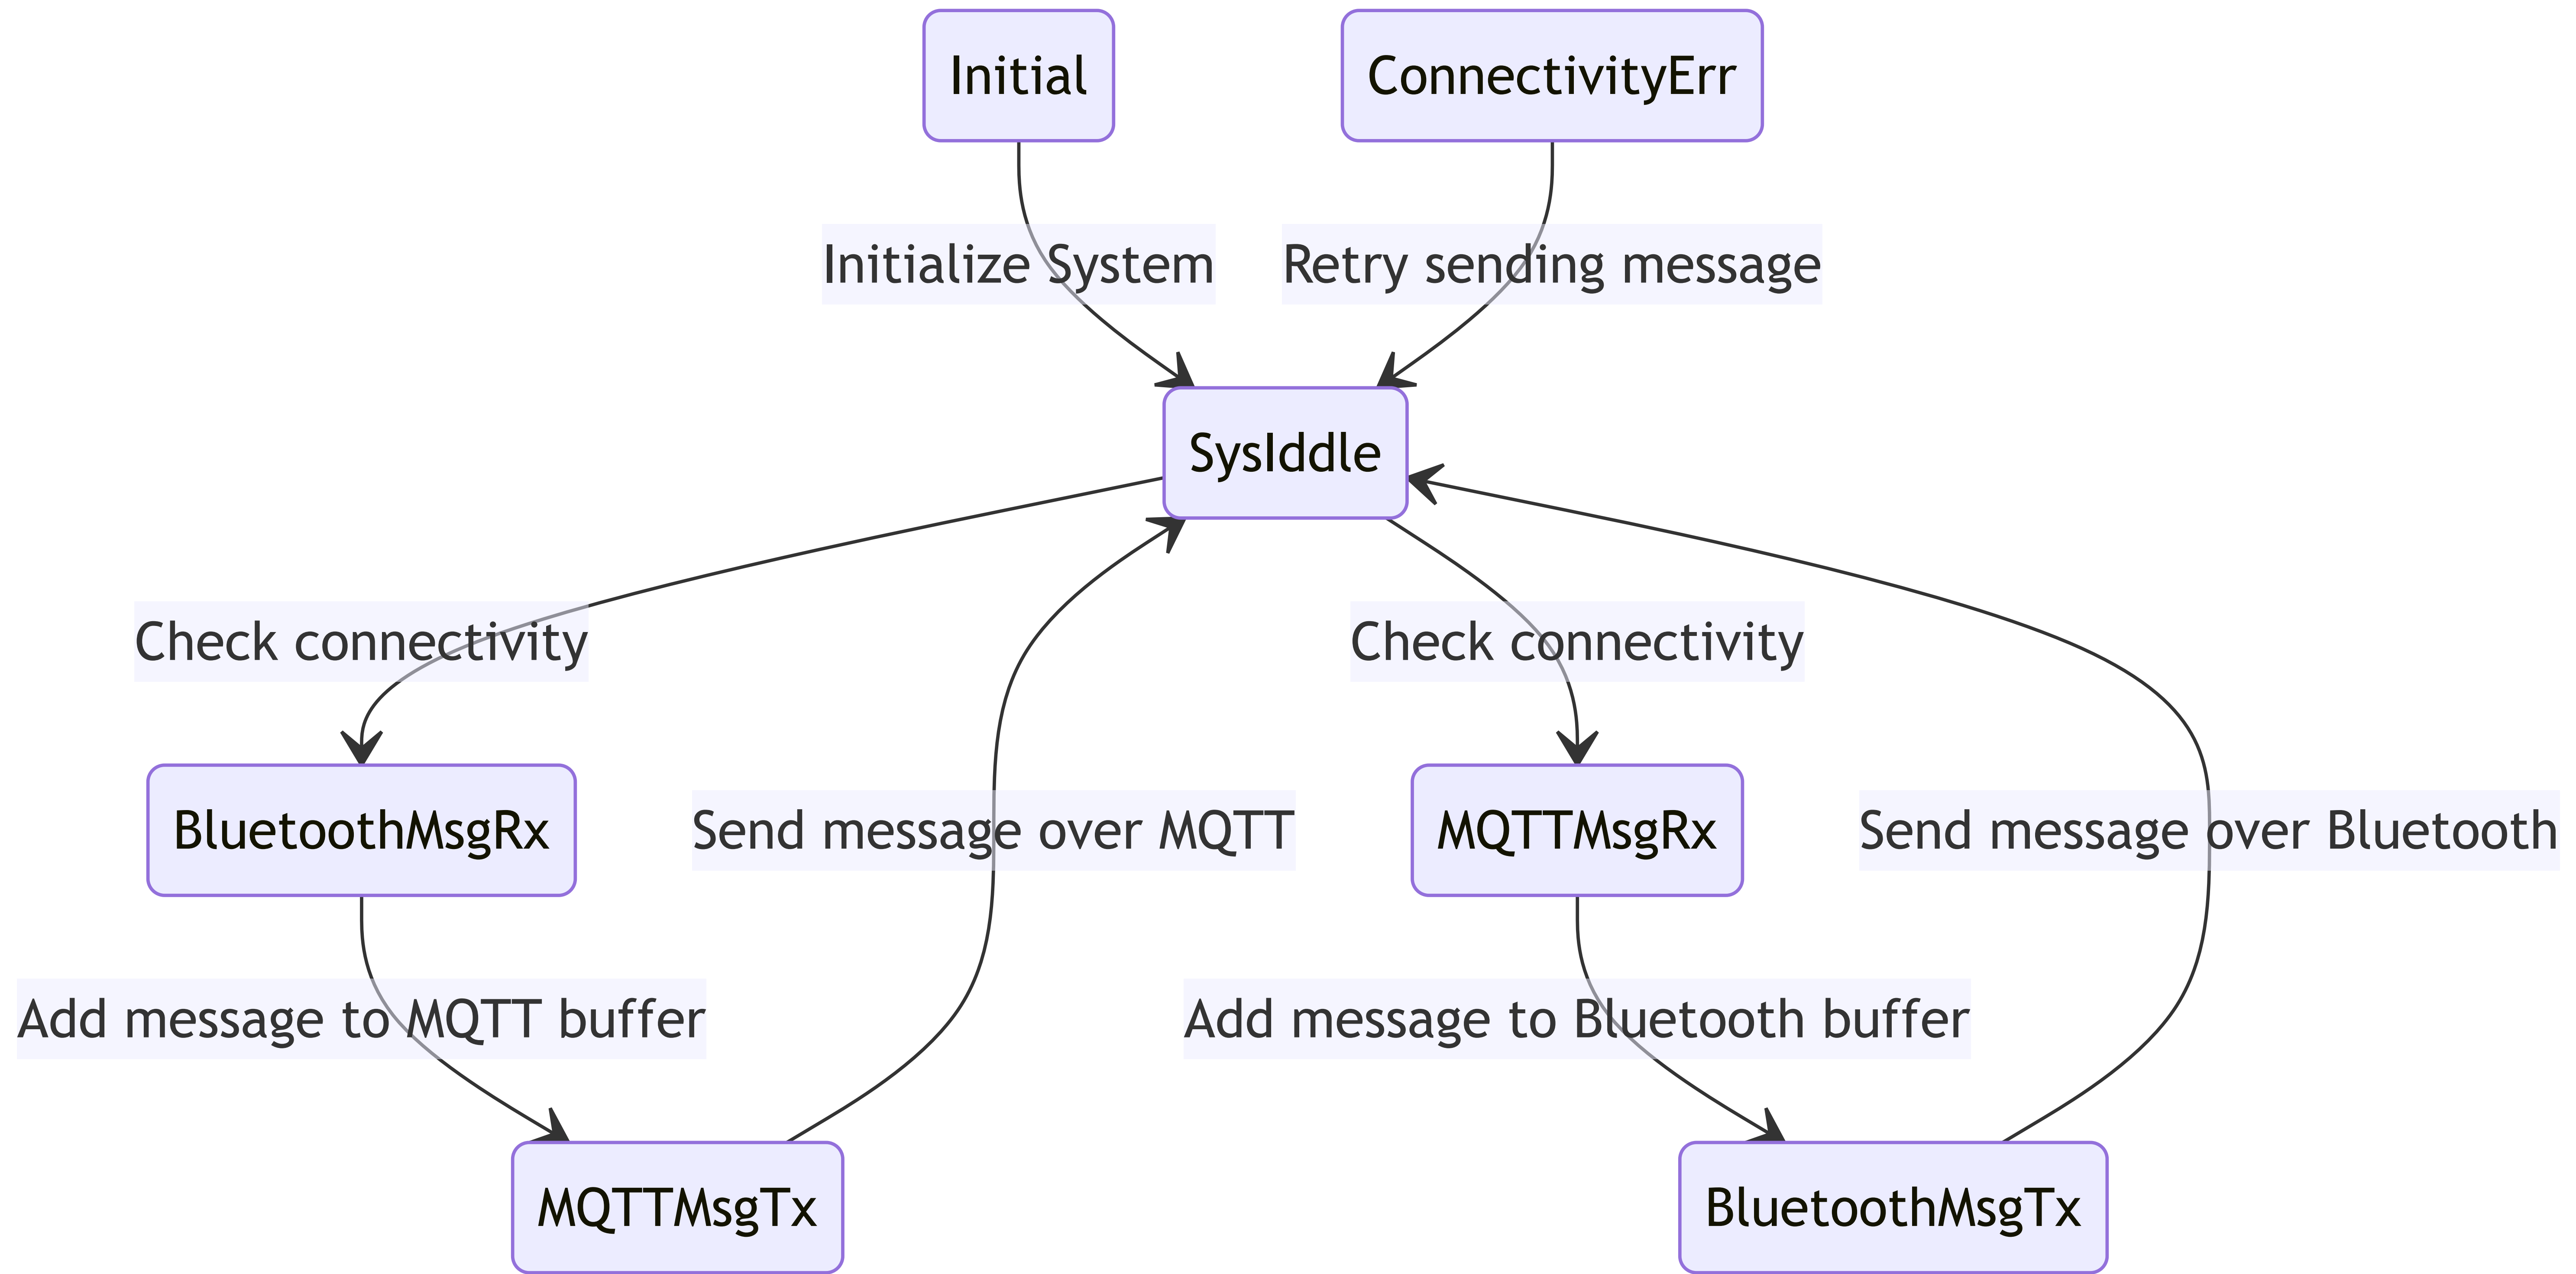 Initial
ConnectivityErr
Initialize System
Retry sending message
SysIddle
Check connectivity
Check connectivity
BluetoothMsgRx
Send message over MQTT
MQTTMsgRx
Send message over Bluetooth
Add message to MQTT buffer
Add message to Bluetooth buffer
MQTTMsgTx
BluetoothMsgTx